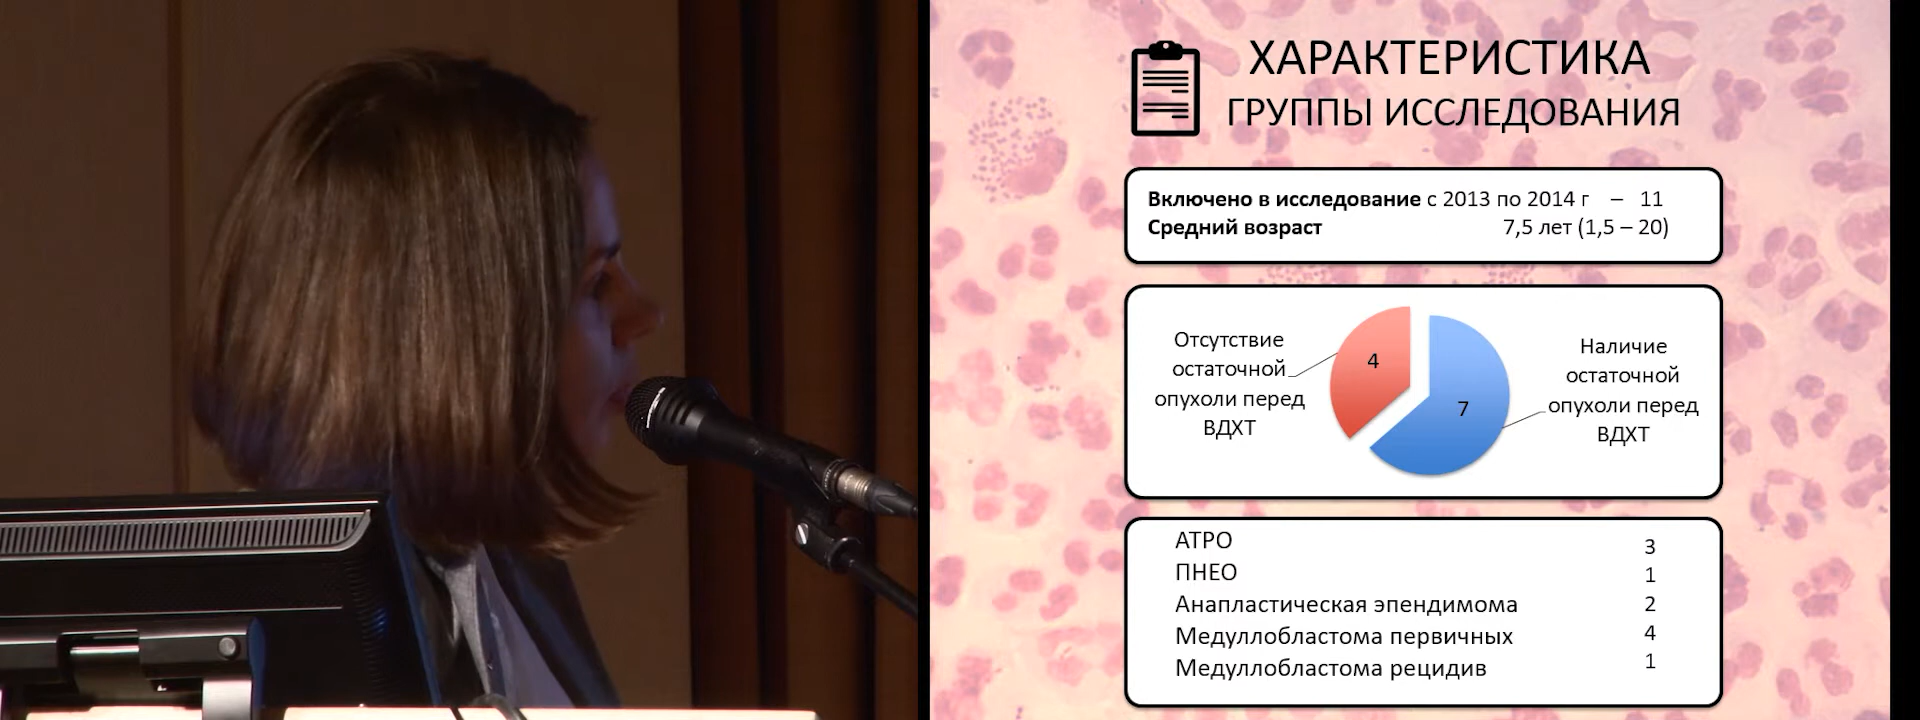 ХАРАКТЕРИСТИКА
ГРУППЫ ИССЛЕДОВАНИЯ
Включено в исследование с 2013 по 2014 г – 11
Средний возраст 7,5 лет (1,5 – 20)
Отсутствие
остаточной
опухоли перед
ВДХТ
4
7
Наличие
остаточной
опухоли перед
ВДХТ
АТРО 3
ПНЕО 1
Анапластическая эпендимома 2
Медуллобластома первичных 4
Медуллобластома рецидив 1